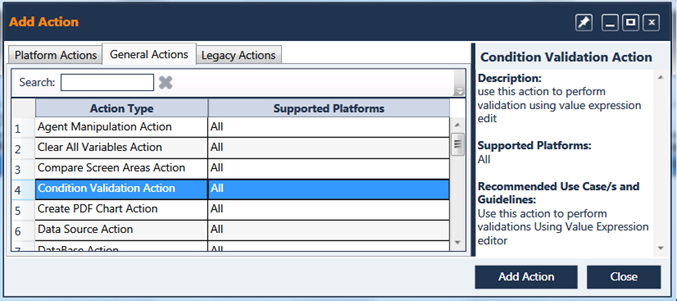 Add Action
Platform Actions General Actions Legacy Actions
Search:
Action Type Supported Platforms
1 Agent Manipulation Action All
2 Clear All Variables Action All
3 Compare Screen Areas Action All
4 Condition Validation Action All
5 Create PDF Chart Action All
6 Data Source Action All
7 DataBase Action All
Condition Validation Action
Description:
use this action to perform
validation using value expression
edit
Supported Platforms:
All
Recommended Use Case/s and
Guidelines:
Use this action to perform
validations Using Value Expression
editor
Add Action Close